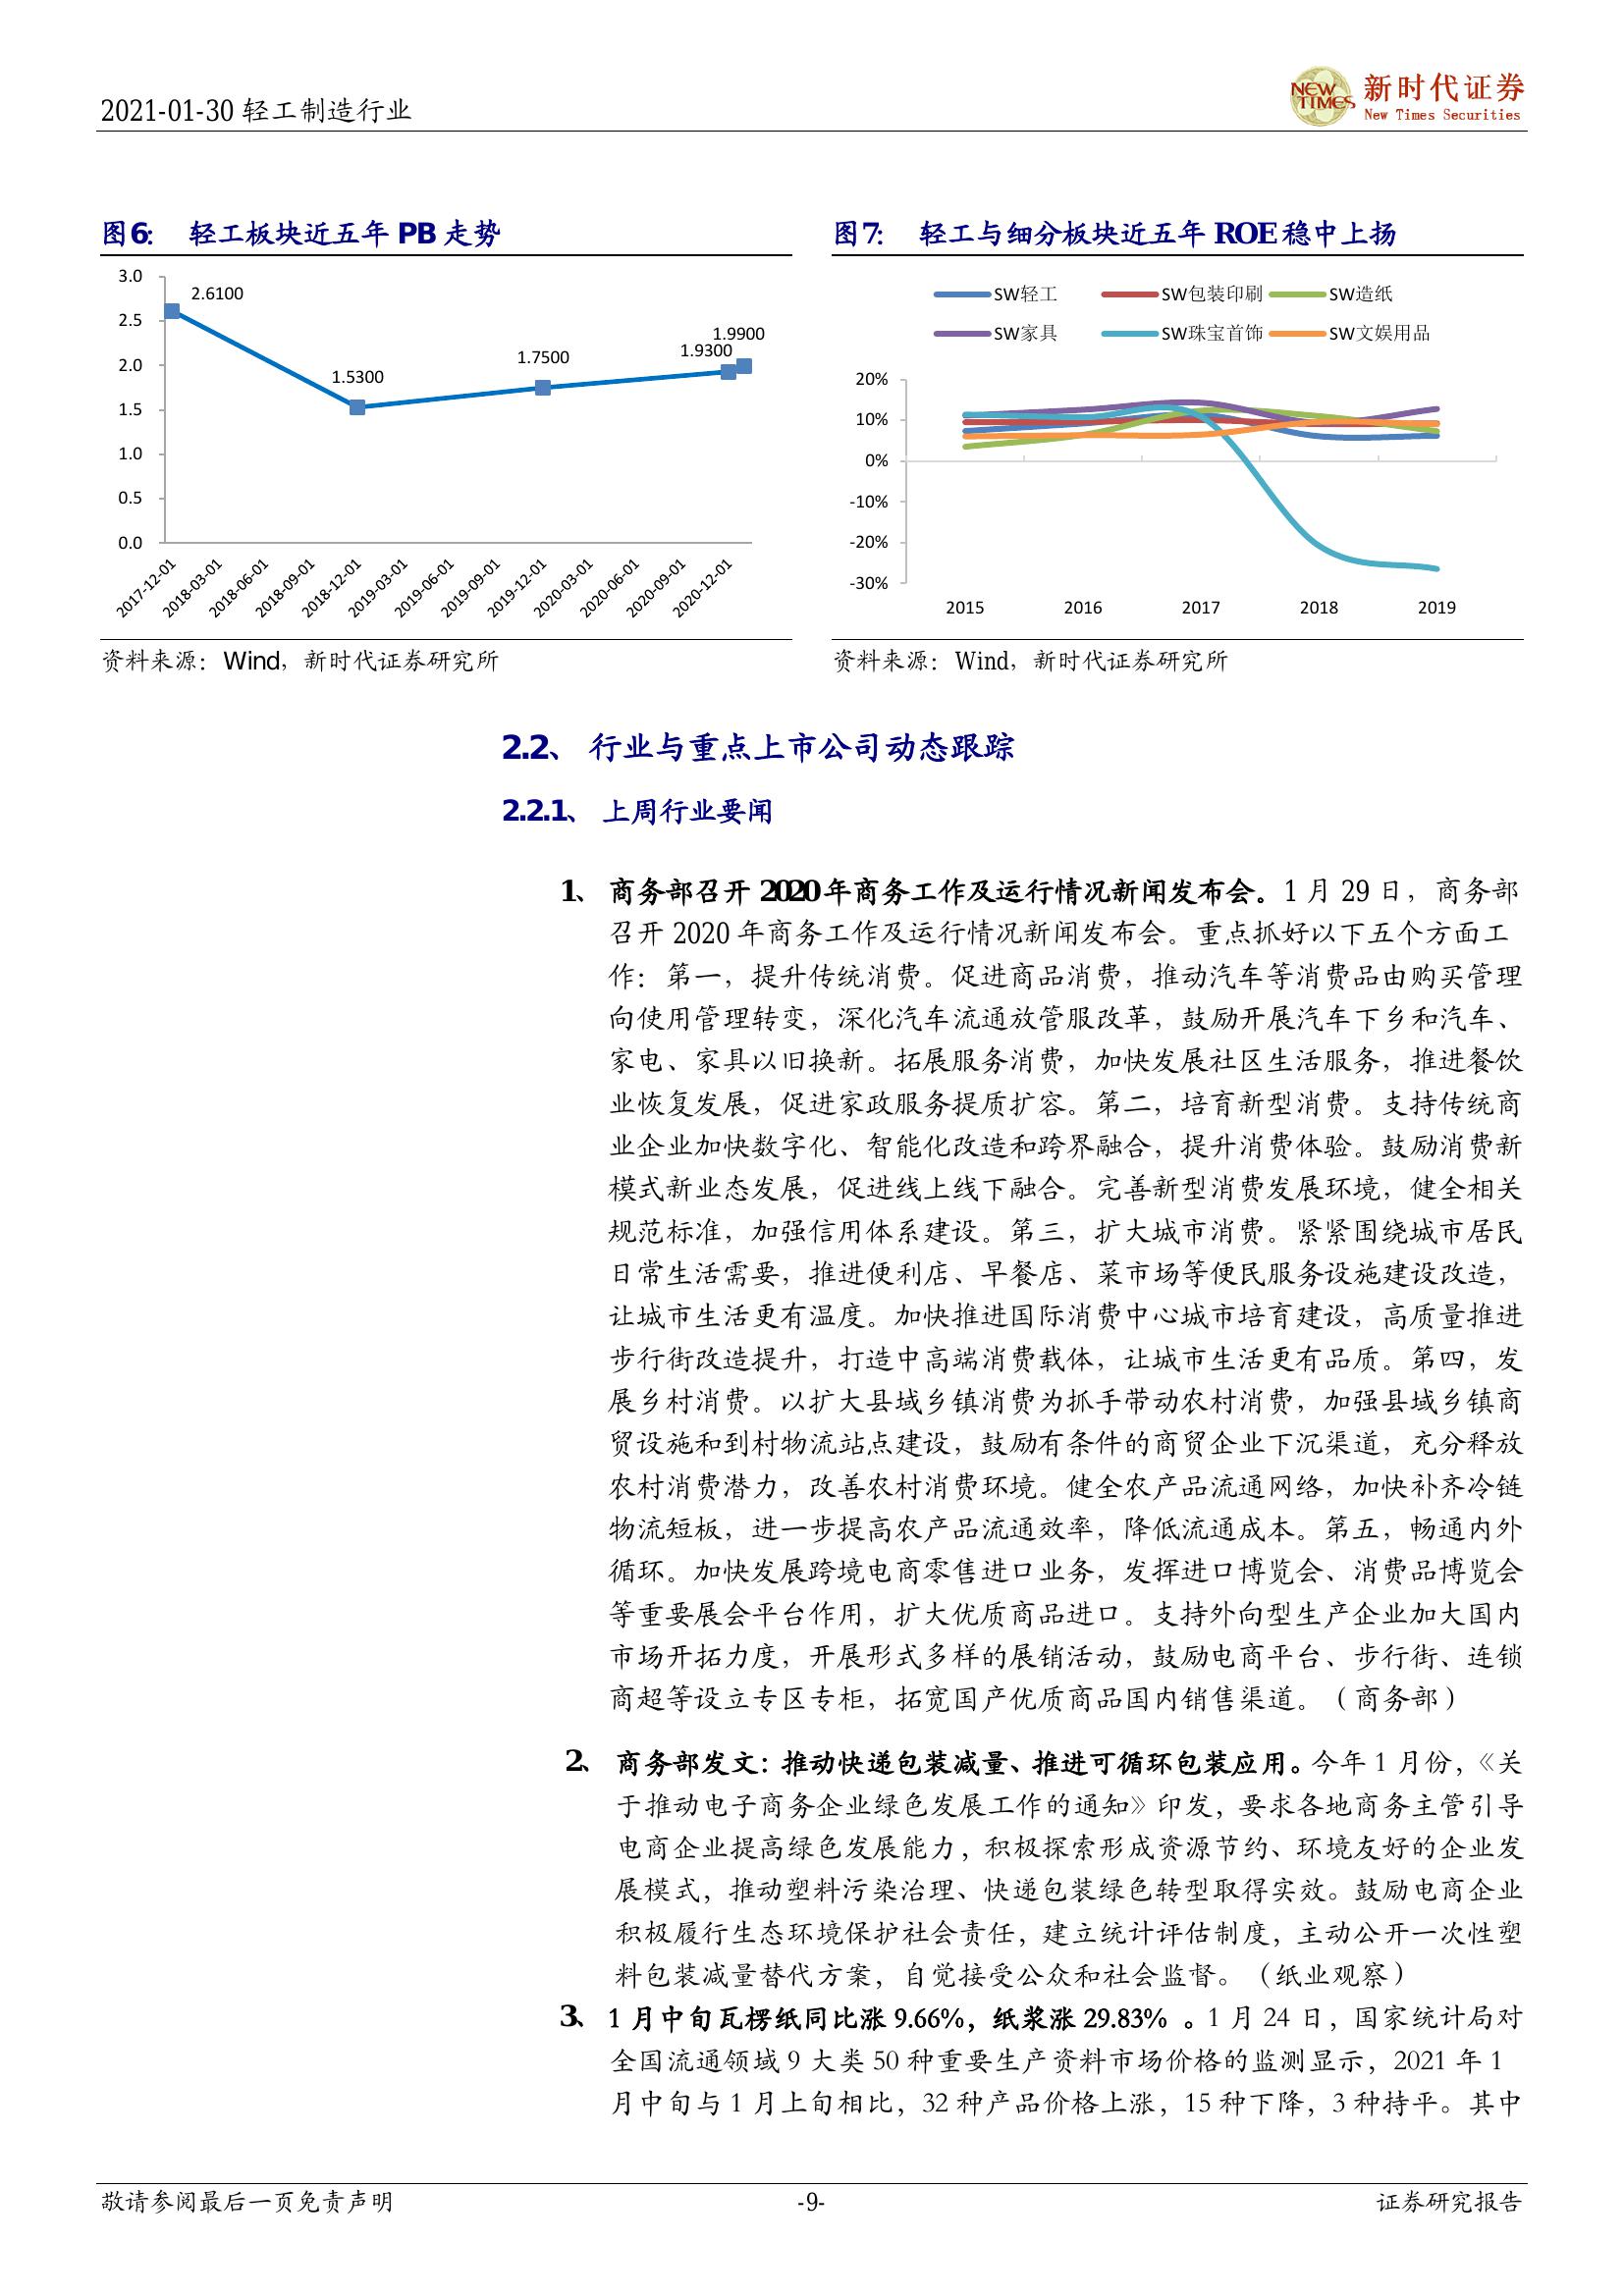 2021-01-30 轻工制造行业
NEW TIMES
新时代证券
New Times Securities
图6： 轻工板块近五年 PB 走势
3.0
2.5
2.0
1.5
1.0
0.5
0.0
2.6100
1.5300
1.7500
1.9300
1.9900
2017-12-01
2018-03-01
2018-06-01
2018-09-01
2018-12-01
2019-03-01
2019-06-01
2019-09-01
2019-12-01
2020-03-01
2020-06-01
2020-09-01
2020-12-01
资料来源：Wind，新时代证券研究所
图7： 轻工与细分板块近五年 ROE 稳中上扬
SW轻工 SW包装印刷 SW造纸
SW家具 SW珠宝首饰 SW文娱用品
20%
10%
0%
-10%
-20%
-30%
2015 2016 2017 2018 2019
资料来源：Wind，新时代证券研究所
2.2、 行业与重点上市公司动态跟踪
2.2.1、 上周行业要闻
1、 商务部召开 2020 年商务工作及运行情况新闻发布会。1 月 29 日，商务部
召开 2020 年商务工作及运行情况新闻发布会。重点抓好以下五个方面工
作：第一，提升传统消费。促进商品消费，推动汽车等消费品由购买管理
向使用管理转变，深化汽车流通放管服改革，鼓励开展汽车下乡和汽车、
家电、家具以旧换新。拓展服务消费，加快发展社区生活服务，推进餐饮
业恢复发展，促进家政服务提质扩容。第二，培育新型消费。支持传统商
业企业加快数字化、智能化改造和跨界融合，提升消费体验。鼓励消费新
模式新业态发展，促进线上线下融合。完善新型消费发展环境，健全相关
规范标准，加强信用体系建设。第三，扩大城市消费。紧紧围绕城市居民
日常生活需要，推进便利店、早餐店、菜市场等便民服务设施建设改造，
让城市生活更有温度。加快推进国际消费中心城市培育建设，高质量推进
步行街改造提升，打造中高端消费载体，让城市生活更有品质。第四，发
展乡村消费。以扩大县域乡镇消费为抓手带动农村消费，加强县域乡镇商
贸设施和到村物流站点建设，鼓励有条件的商贸企业下沉渠道，充分释放
农村消费潜力，改善农村消费环境。健全农产品流通网络，加快补齐冷链
物流短板，进一步提高农产品流通效率，降低流通成本。第五，畅通内外
循环。加快发展跨境电商零售进口业务，发挥进口博览会、消费品博览会
等重要展会平台作用，扩大优质商品进口。支持外向型生产企业加大国内
市场开拓力度，开展形式多样的展销活动，鼓励电商平台、步行街、连锁
商超等设立专区专柜，拓宽国产优质商品国内销售渠道。（商务部）
2、 商务部发文：推动快递包装减量、推进可循环包装应用。今年 1 月份，《关
于推动电子商务企业绿色发展工作的通知》印发，要求各地商务主管引导
电商企业提高绿色发展能力，积极探索形成资源节约、环境友好的企业发
展模式，推动塑料污染治理、快递包装绿色转型取得实效。鼓励电商企业
积极履行生态环境保护社会责任，建立统计评估制度，主动公开一次性塑
料包装减量替代方案，自觉接受公众和社会监督。（纸业观察）
3、 1 月中旬瓦楞纸同比涨 9.66%，纸浆涨 29.83% 。1 月 24 日，国家统计局对
全国流通领域 9 大类 50 种重要生产资料市场价格的监测显示，2021 年 1
月中旬与 1 月上旬相比，32 种产品价格上涨，15 种下降，3 种持平。其中
敬请参阅最后一页免责声明 -9- 证券研究报告